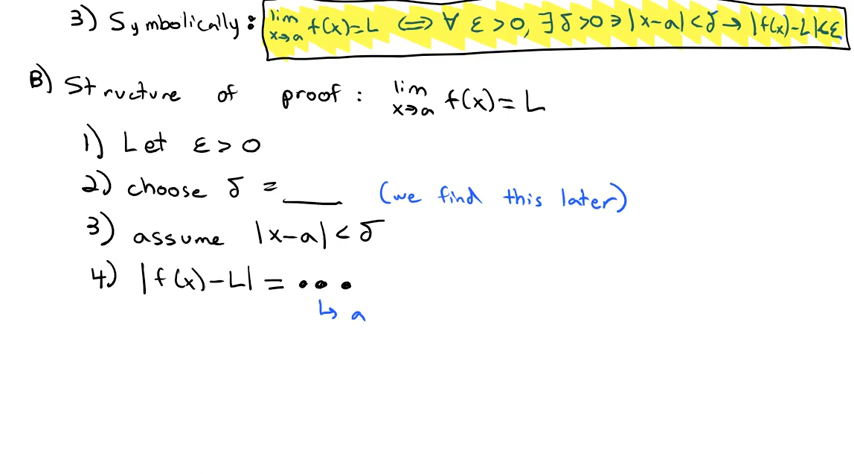 3) Symbolically: lim x→a f(x)=L ⟺ ∀ ε>0, ∃ δ>0 ∋ |x-a|<δ → |f(x)-L|<ε
B) Structure of proof: lim x→a f(x)=L
1) Let ε>0
2) choose δ = ___ (we find this later)
3) assume |x-a|<δ
4) |f(x)-L| = •••
↳ a